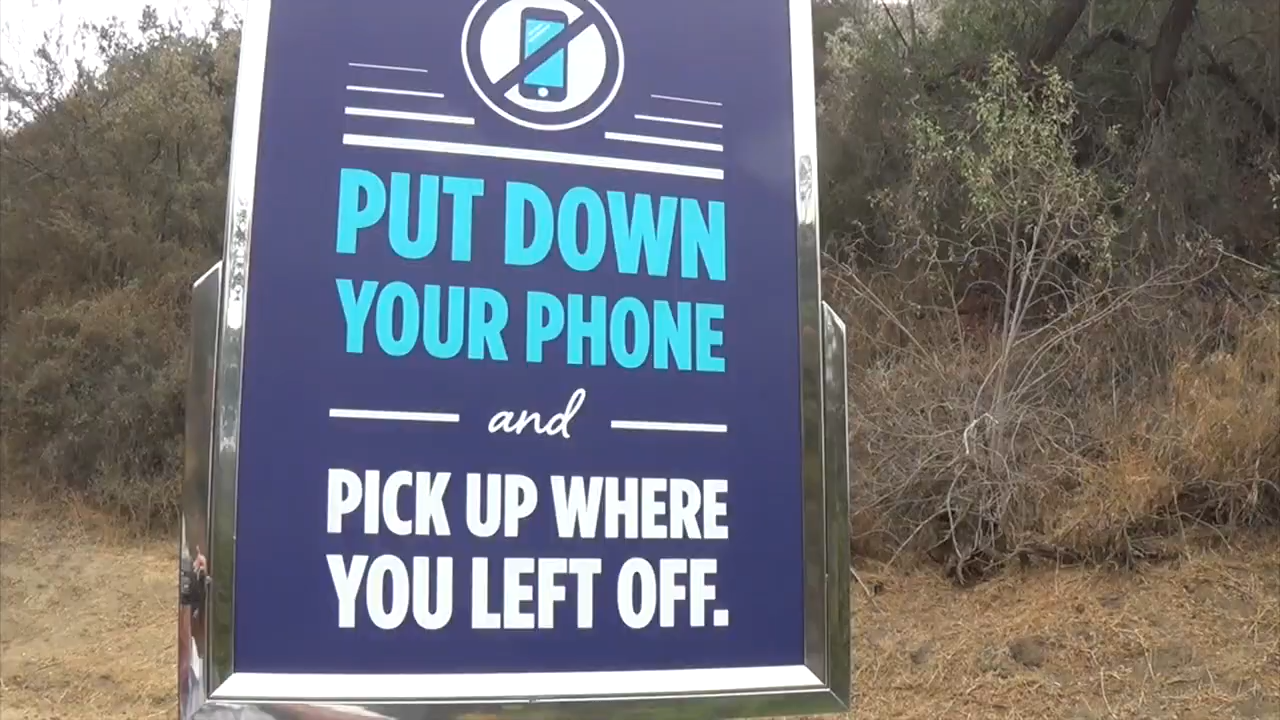 PUT DOWN
YOUR PHONE
and
PICK UP WHERE
YOU LEFT OFF.